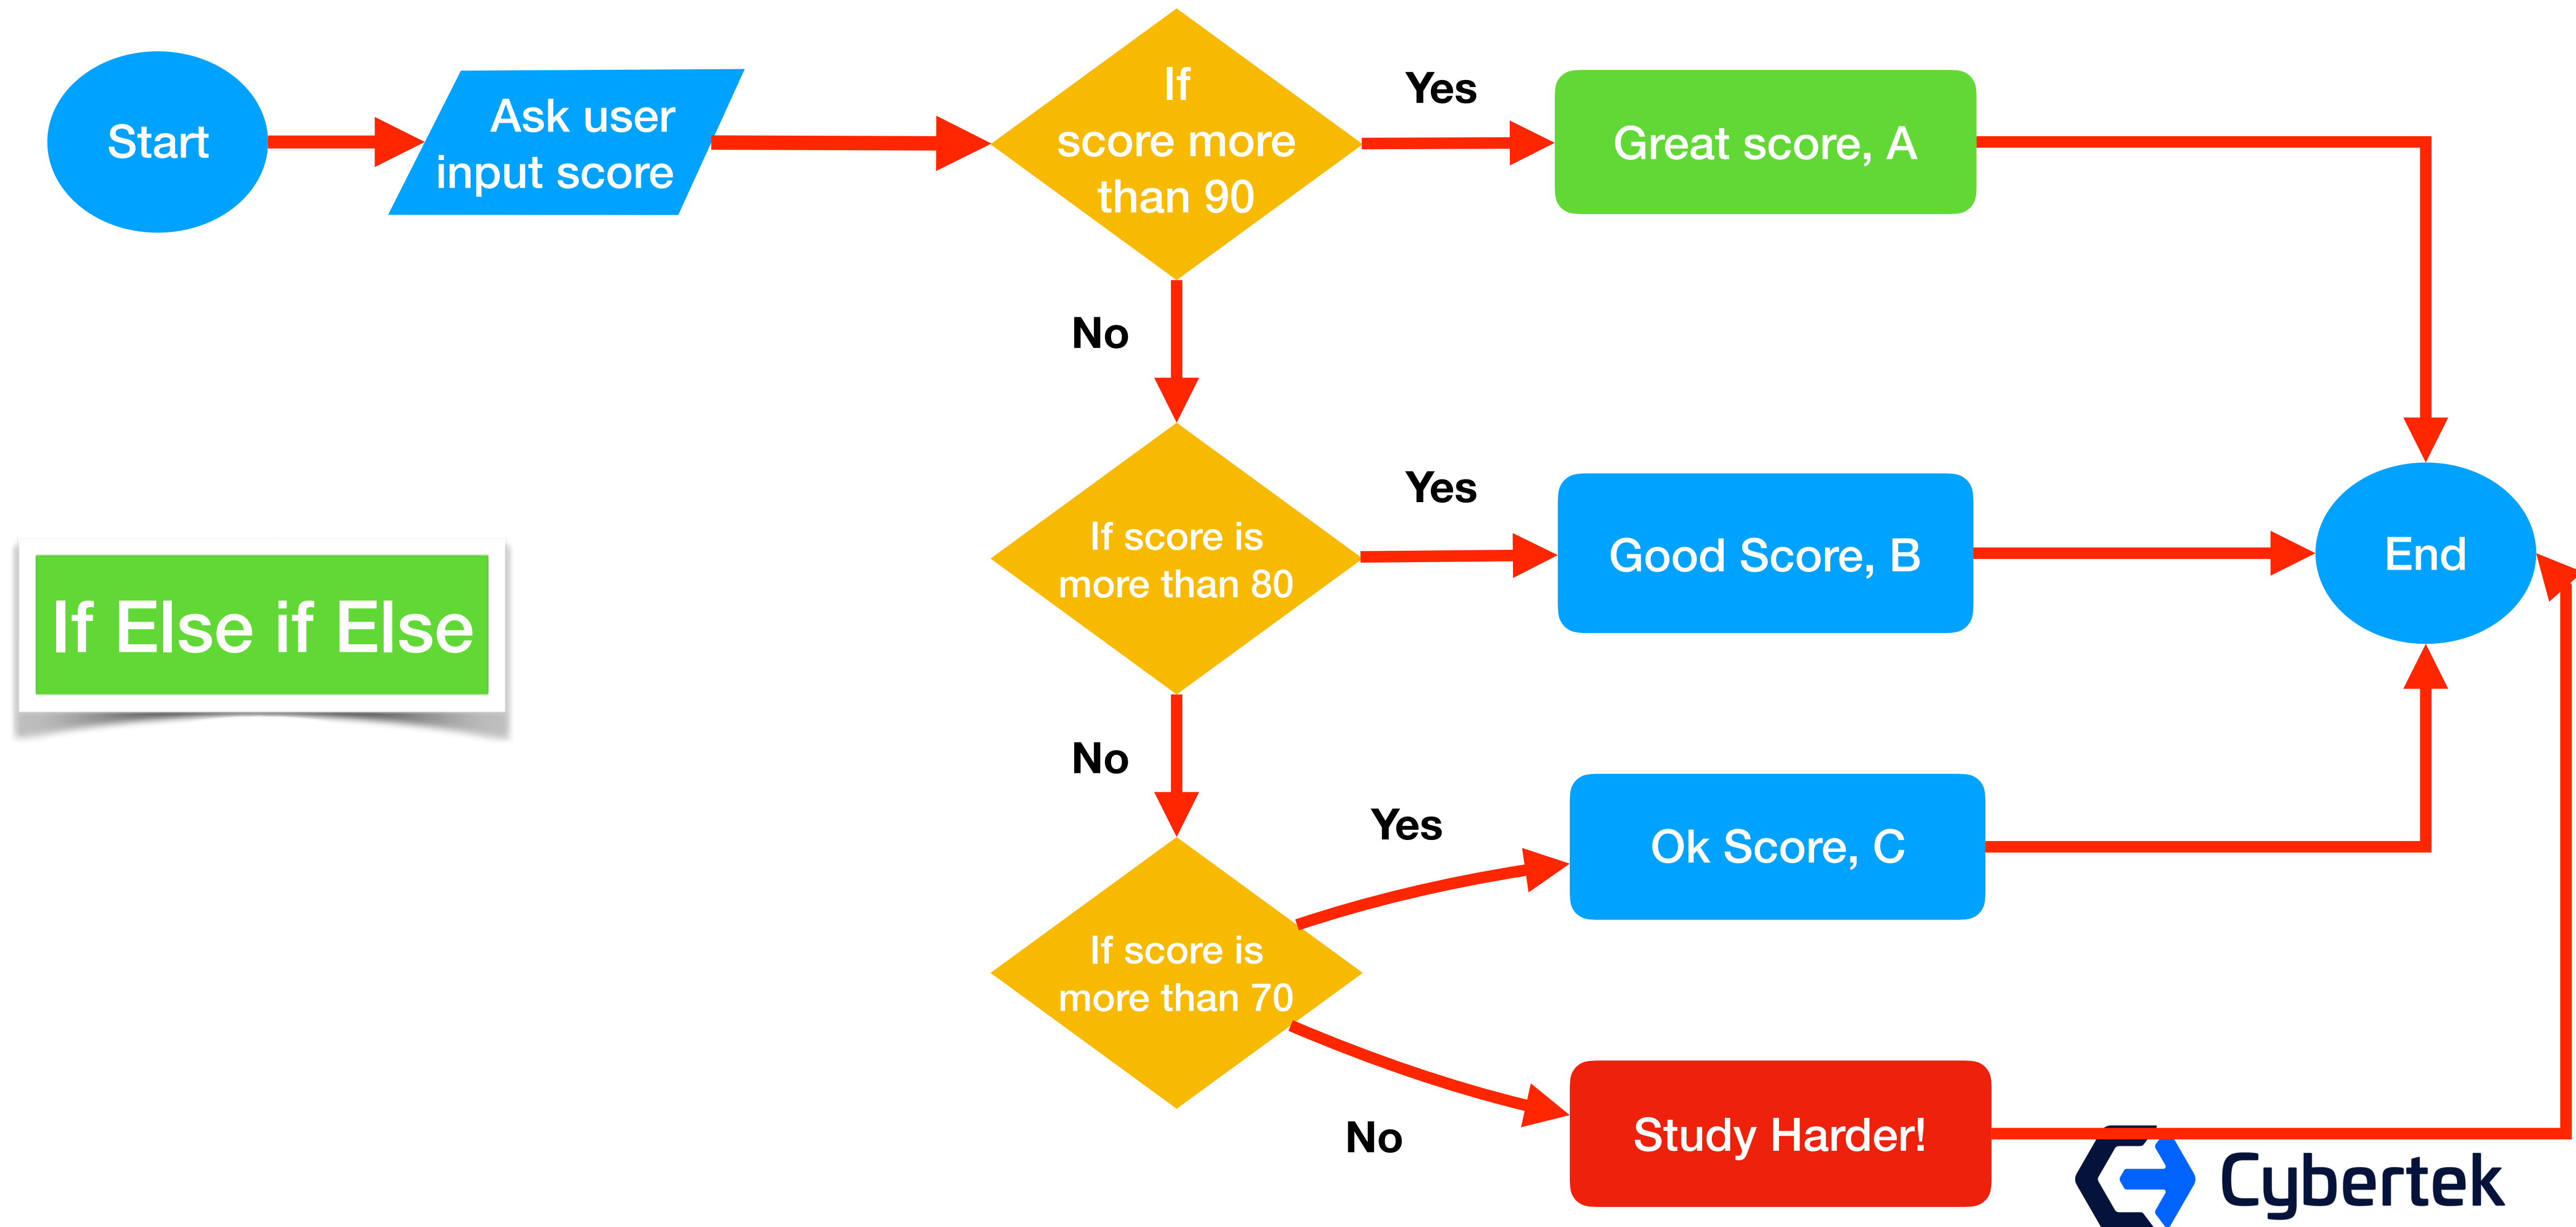 Start
Ask user
input score
If
score more
than 90
Yes
Great score, A
No
If score is
more than 80
Yes
Good Score, B
End
If Else if Else
No
Yes
Ok Score, C
If score is
more than 70
No
Study Harder!
Cybertek